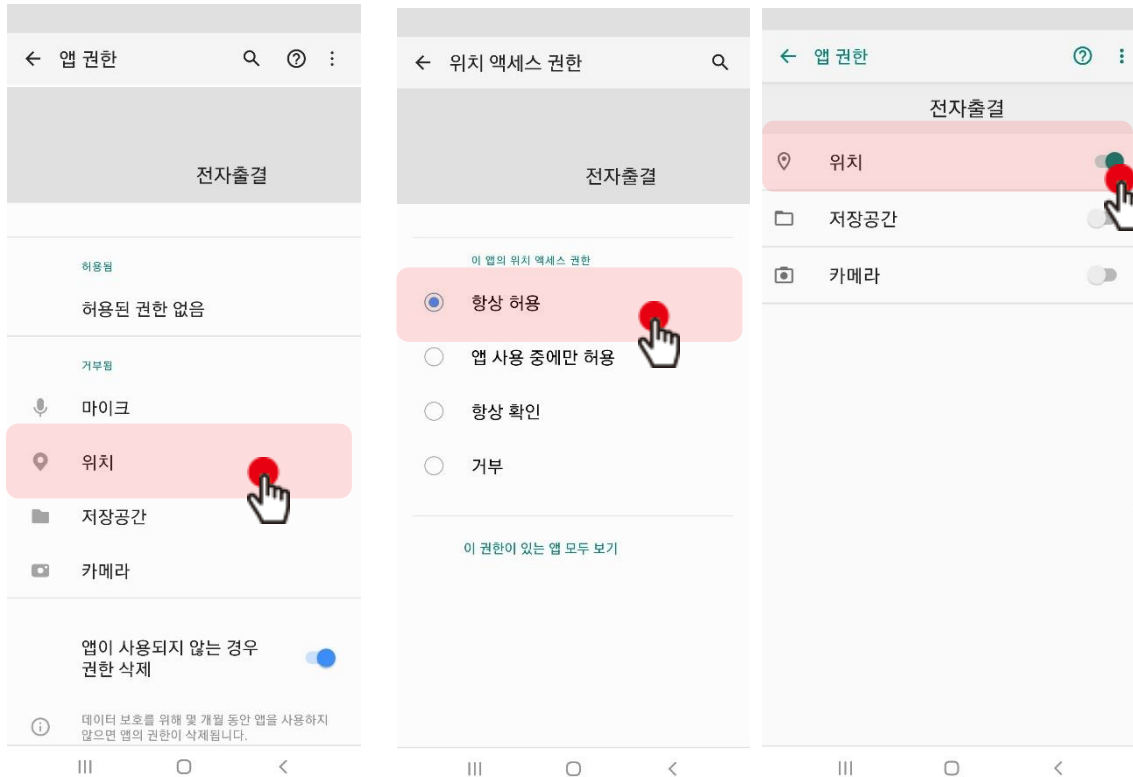 앱 권한
전자출결
허용됨
허용된 권한 없음
거부됨
마이크
위치
저장공간
카메라
앱이 사용되지 않는 경우
권한 삭제
데이터 보호를 위해 몇 개월 동안 앱을 사용하지
않으면 앱의 권한이 삭제됩니다.
위치 액세스 권한
전자출결
이 앱의 위치 액세스 권한
항상 허용
앱 사용 중에만 허용
항상 확인
거부
이 권한이 있는 앱 모두 보기
앱 권한
전자출결
위치
저장공간
카메라